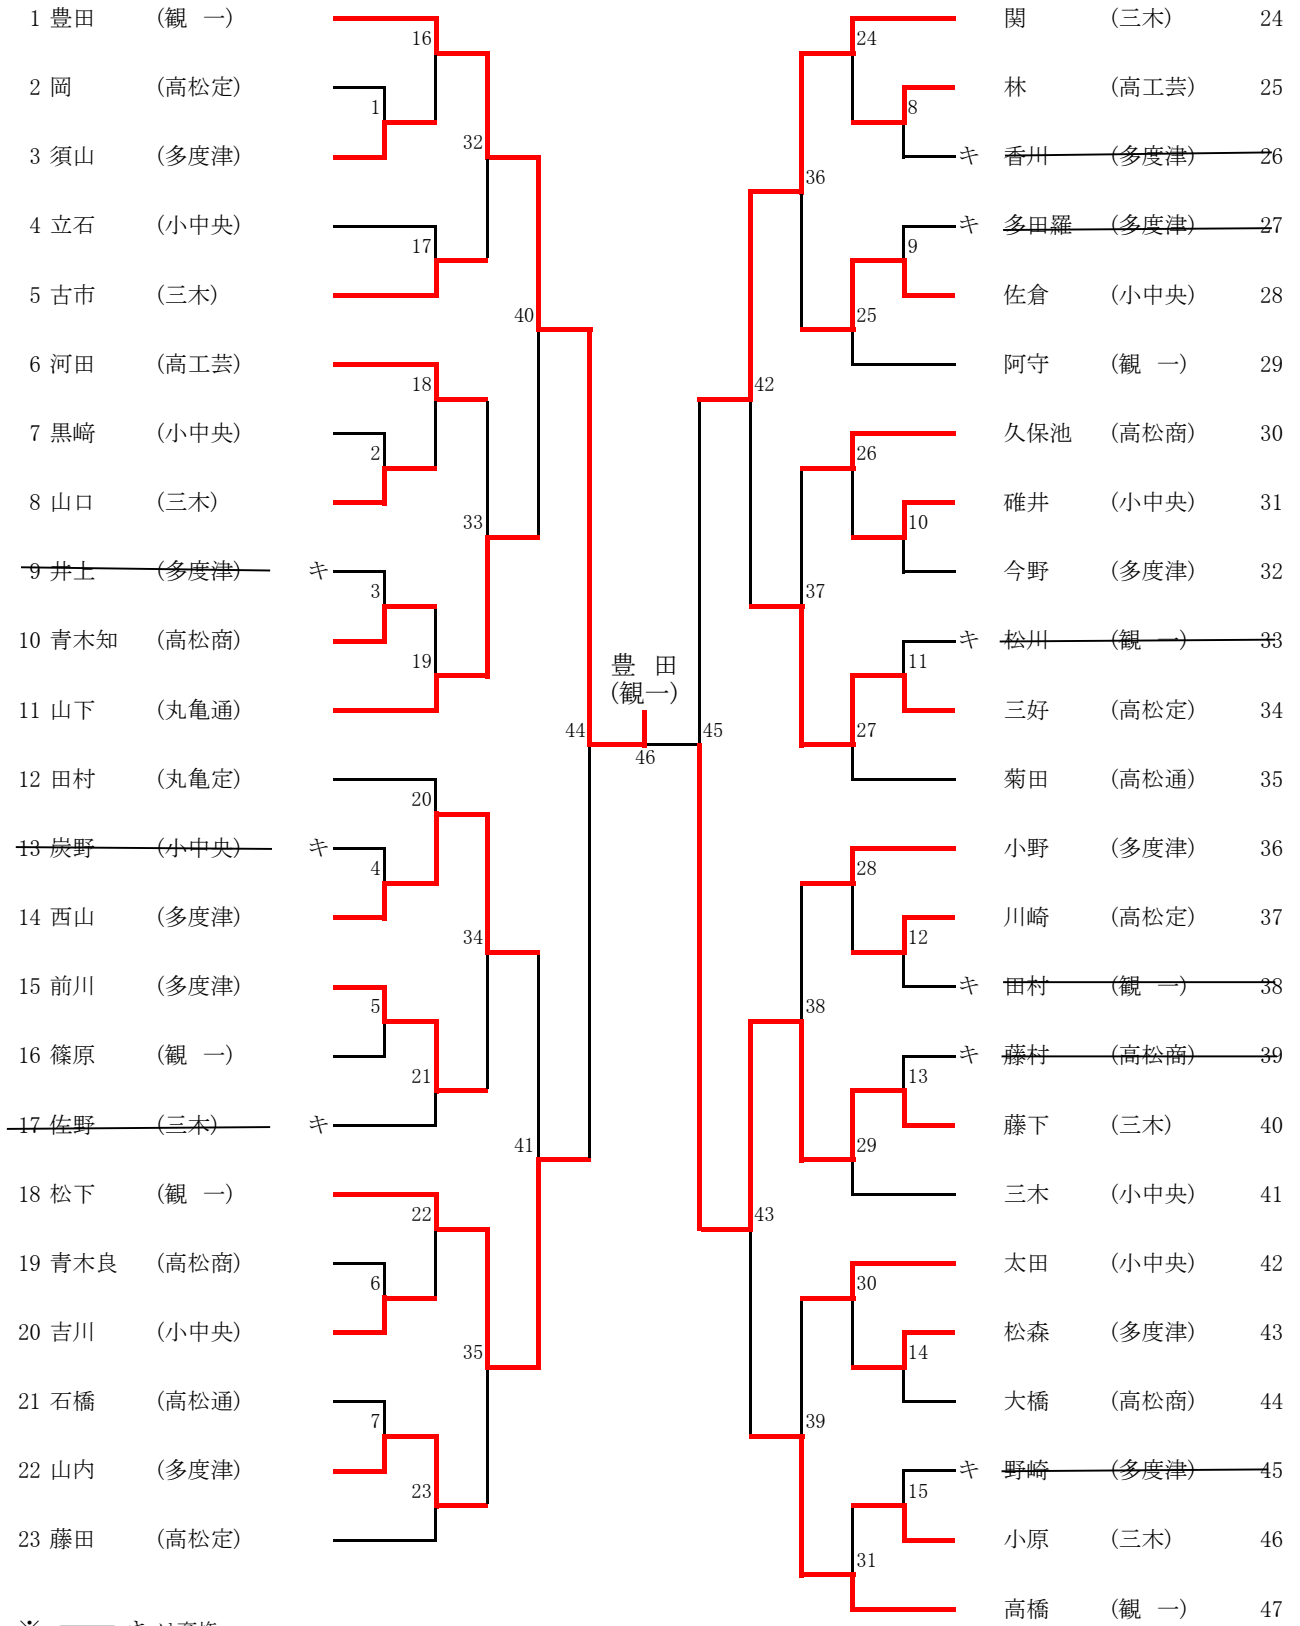 1 豊田 (観 一)
2 岡 (高松定)
3 須山 (多度津)
4 立石 (小中央)
5 古市 (三木)
6 河田 (高工芸)
7 黒﨑 (小中央)
8 山口 (三木)
9 井上 (多度津) キ
10 青木知 (高松商)
11 山下 (丸亀通)
12 田村 (丸亀定)
13 炭野 (小中央) キ
14 西山 (多度津)
15 前川 (多度津)
16 篠原 (観 一)
17 佐野 (三木) キ
18 松下 (観 一)
19 青木良 (高松商)
20 吉川 (小中央)
21 石橋 (高松通)
22 山内 (多度津)
23 藤田 (高松定)
1
2
3
4
5
6
7
16
17
18
19
20
21
22
23
32
33
34
35
40
41
44
豊 田
(観一)
46
45
42
43
36
37
38
39
24
25
26
27
28
29
30
31
8
9
10
11
12
13
14
15
関 (三木) 24
林 (高工芸) 25
キ 香川 (多度津) 26
キ 多田羅 (多度津) 27
佐倉 (小中央) 28
阿守 (観 一) 29
久保池 (高松商) 30
碓井 (小中央) 31
今野 (多度津) 32
キ 松川 (観 一) 33
三好 (高松定) 34
菊田 (高松通) 35
小野 (多度津) 36
川崎 (高松定) 37
キ 田村 (観 一) 38
キ 藤村 (高松商) 39
藤下 (三木) 40
三木 (小中央) 41
太田 (小中央) 42
松森 (多度津) 43
大橋 (高松商) 44
キ 野崎 (多度津) 45
小原 (三木) 46
高橋 (観 一) 47